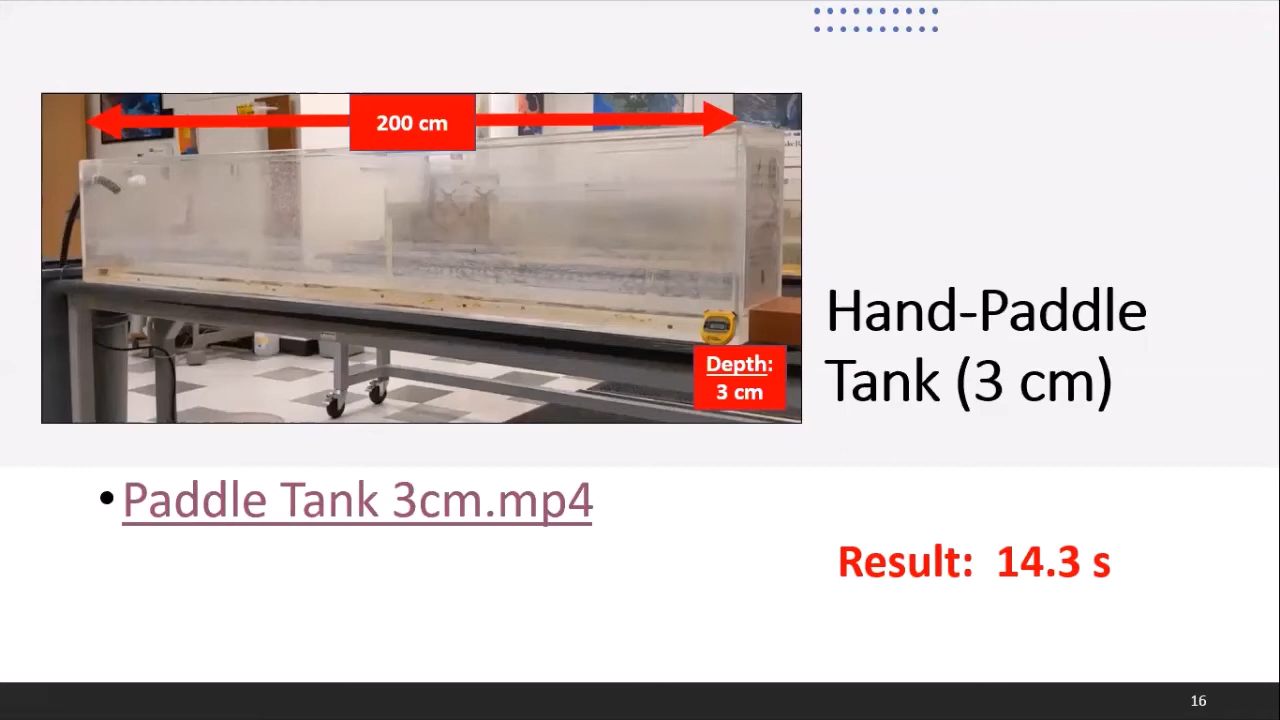 200 cm
Depth:
3 cm
Hand-Paddle
Tank (3 cm)
•Paddle Tank 3cm.mp4
Result:  14.3 s
16